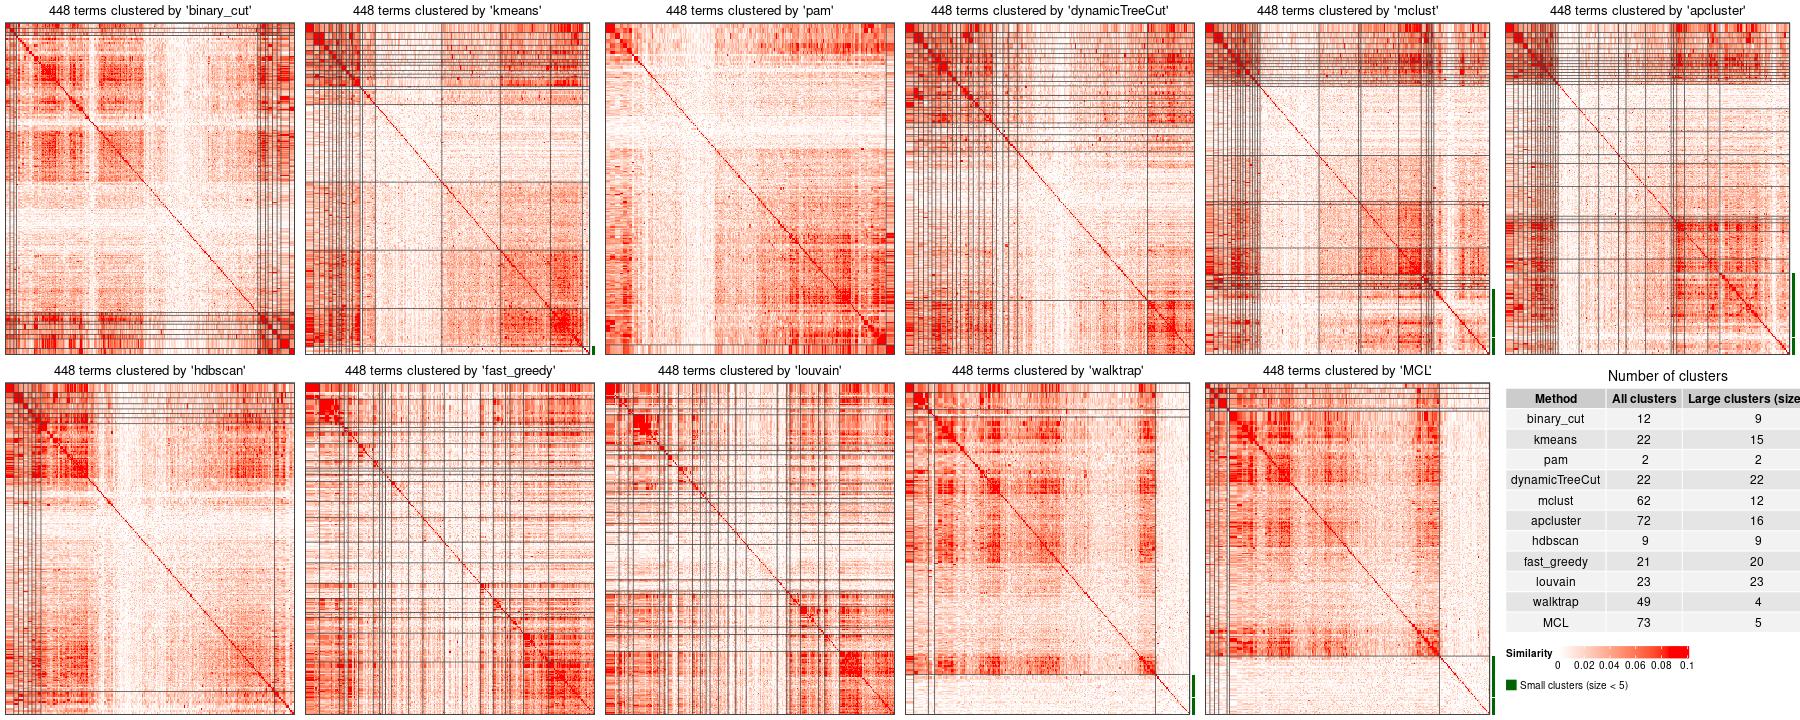 448 terms clustered by 'binary_cut'
448 terms clustered by 'kmeans'
448 terms clustered by 'pam'
448 terms clustered by 'dynamicTreeCut'
448 terms clustered by 'mclust'
448 terms clustered by 'apcluster'
448 terms clustered by 'hdbscan'
448 terms clustered by 'fast_greedy'
448 terms clustered by 'louvain'
448 terms clustered by 'walktrap'
448 terms clustered by 'MCL'
Number of clusters
Method All clusters Large clusters (size
binary_cut 12 9
kmeans 22 15
pam 2 2
dynamicTreeCut 22 22
mclust 62 12
apcluster 72 16
hdbscan 9 9
fast_greedy 21 20
louvain 23 23
walktrap 49 4
MCL 73 5
Similarity
0 0.02 0.04 0.06 0.08 0.1
Small clusters (size < 5)